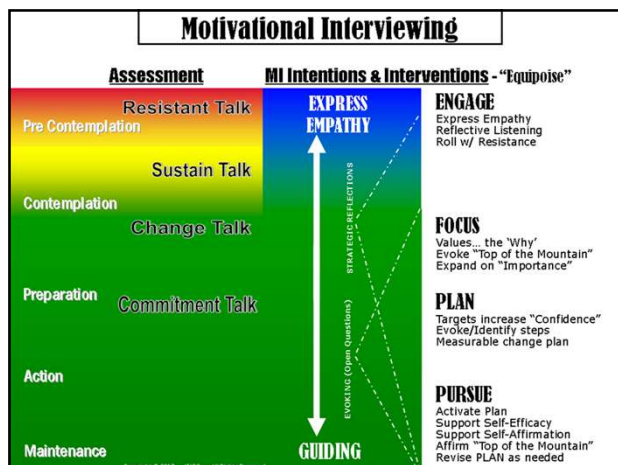 Motivational Interviewing
Assessment
MI Intentions & Interventions - “Equipoise”
Resistant Talk
Pre Contemplation
Sustain Talk
Contemplation
Change Talk
Preparation
Commitment Talk
Action
Maintenance
EXPRESS
EMPATHY
STRATEGIC REFLECTIONS
EVOKING (Open Questions)
GUIDING
ENGAGE
Express Empathy
Reflective Listening
Roll w/ Resistance
FOCUS
Values... the ‘Why’
Evoke “Top of the Mountain”
Expand on “Importance”
PLAN
Targets increase “Confidence”
Evoke/Identify steps
Measurable change plan
PURSUE
Activate Plan
Support Self-Efficacy
Support Self-Affirmation
Affirm “Top of the Mountain”
Revise PLAN as needed